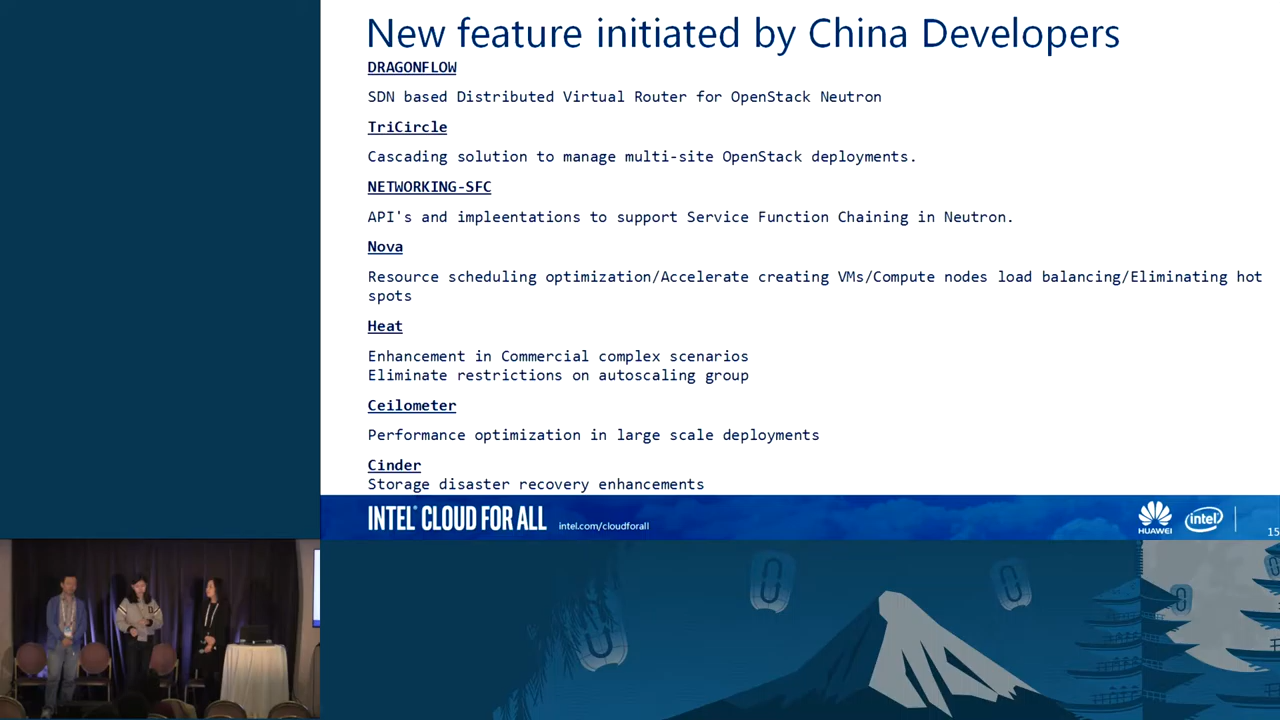 New feature initiated by China Developers
DRAGONFLOW
SDN based Distributed Virtual Router for OpenStack Neutron
TriCircle
Cascading solution to manage multi-site OpenStack deployments.
NETWORKING-SFC
API's and impleentations to support Service Function Chaining in Neutron.
Nova
Resource scheduling optimization/Accelerate creating VMs/Compute nodes load balancing/Eliminating hot
spots
Heat
Enhancement in Commercial complex scenarios
Eliminate restrictions on autoscaling group
Ceilometer
Performance optimization in large scale deployments
Cinder
Storage disaster recovery enhancements
INTEL® CLOUD FOR ALL intel.com/cloudforall
HUAWEI intel
15